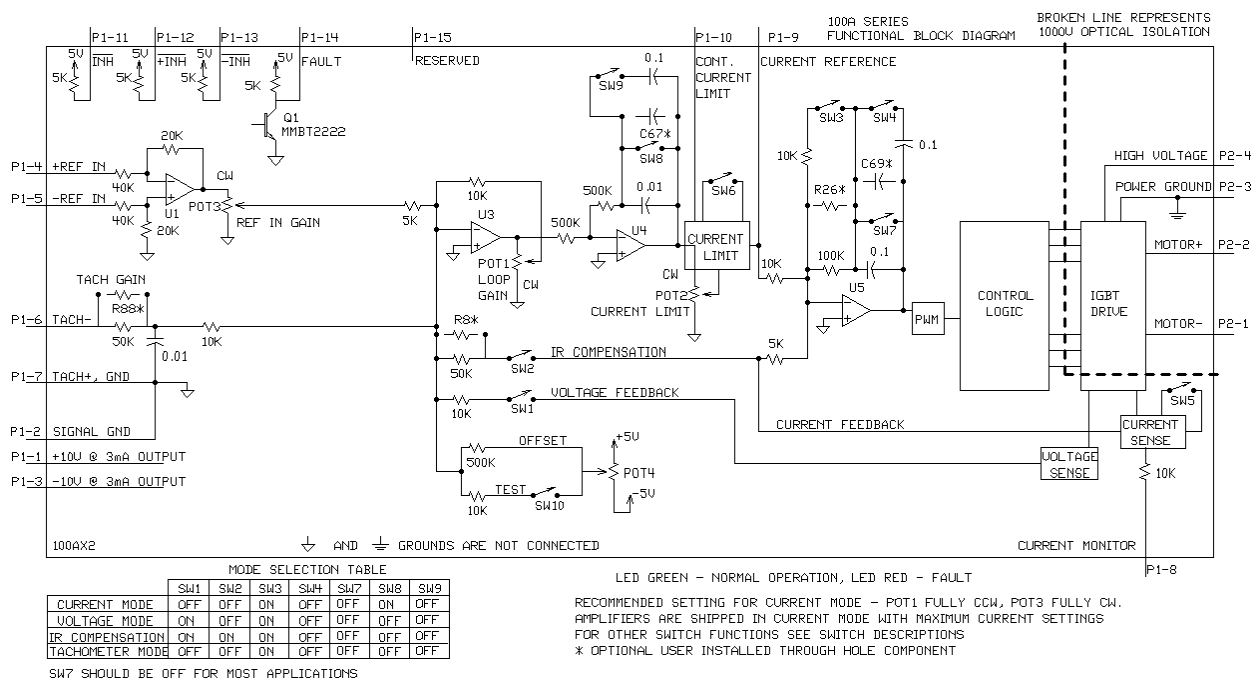 100A SERIES
FUNCTIONAL BLOCK DIAGRAM
BROKEN LINE REPRESENTS
1000V OPTICAL ISOLATION
P1-11
INH
P1-12
+INH
P1-13
-INH
P1-14
FAULT
P1-15
RESERVED
P1-10
CONT.
CURRENT
LIMIT
P1-9
CURRENT REFERENCE
5V
5K
5V
5K
5V
5K
5V
5K
Q1
MMBT2222
0.1
SW9
C67*
SW8
0.01
500K
SW3
SW4
0.1
10K
C69*
R26*
SW7
0.1
100K
P1-4 +REF IN
P1-5 -REF IN
40K
40K
20K
20K
U1
CW
POT3
REF IN GAIN
5K
10K
U3
POT1
LOOP
GAIN
CW
500K
U4
SW6
CURRENT
LIMIT
CW
POT2
CURRENT LIMIT
10K
U5
PWM
CONTROL
LOGIC
IGBT
DRIVE
HIGH VOLTAGE P2-4
POWER GROUND P2-3
MOTOR+ P2-2
MOTOR- P2-1
TACH GAIN
R88*
P1-6 TACH-
50K
10K
0.01
P1-7 TACH+, GND
P1-2 SIGNAL GND
P1-1 +10V @ 3mA OUTPUT
P1-3 -10V @ 3mA OUTPUT
R8*
50K
SW2
IR COMPENSATION
5K
10K
SW1
VOLTAGE FEEDBACK
CURRENT FEEDBACK
SW5
CURRENT
SENSE
VOLTAGE
SENSE
10K
OFFSET
500K
TEST
10K
SW10
+5V
POT4
-5V
100AX2
AND
GROUNDS ARE NOT CONNECTED
CURRENT MONITOR
P1-8
MODE SELECTION TABLE
SW1 SW2 SW3 SW4 SW7 SW8 SW9
CURRENT MODE OFF OFF ON OFF OFF ON OFF
VOLTAGE MODE ON OFF ON OFF OFF OFF OFF
IR COMPENSATION ON ON ON OFF OFF OFF OFF
TACHOMETER MODE OFF OFF ON OFF OFF OFF OFF
SW7 SHOULD BE OFF FOR MOST APPLICATIONS
LED GREEN - NORMAL OPERATION, LED RED - FAULT
RECOMMENDED SETTING FOR CURRENT MODE - POT1 FULLY CCW, POT3 FULLY CW.
AMPLIFIERS ARE SHIPPED IN CURRENT MODE WITH MAXIMUM CURRENT SETTINGS
FOR OTHER SWITCH FUNCTIONS SEE SWITCH DESCRIPTIONS
* OPTIONAL USER INSTALLED THROUGH HOLE COMPONENT